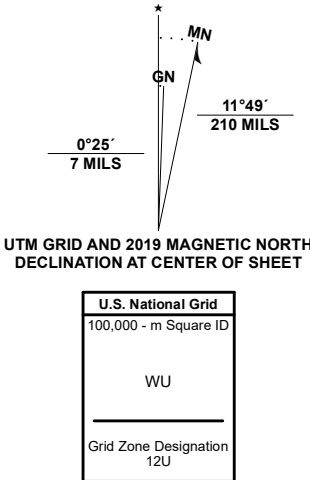 ★
MN
GN
11°49´
210 MILS
0°25´
7 MILS
UTM GRID AND 2019 MAGNETIC NORTH
DECLINATION AT CENTER OF SHEET
U.S. National Grid
100,000 - m Square ID
WU
Grid Zone Designation
12U